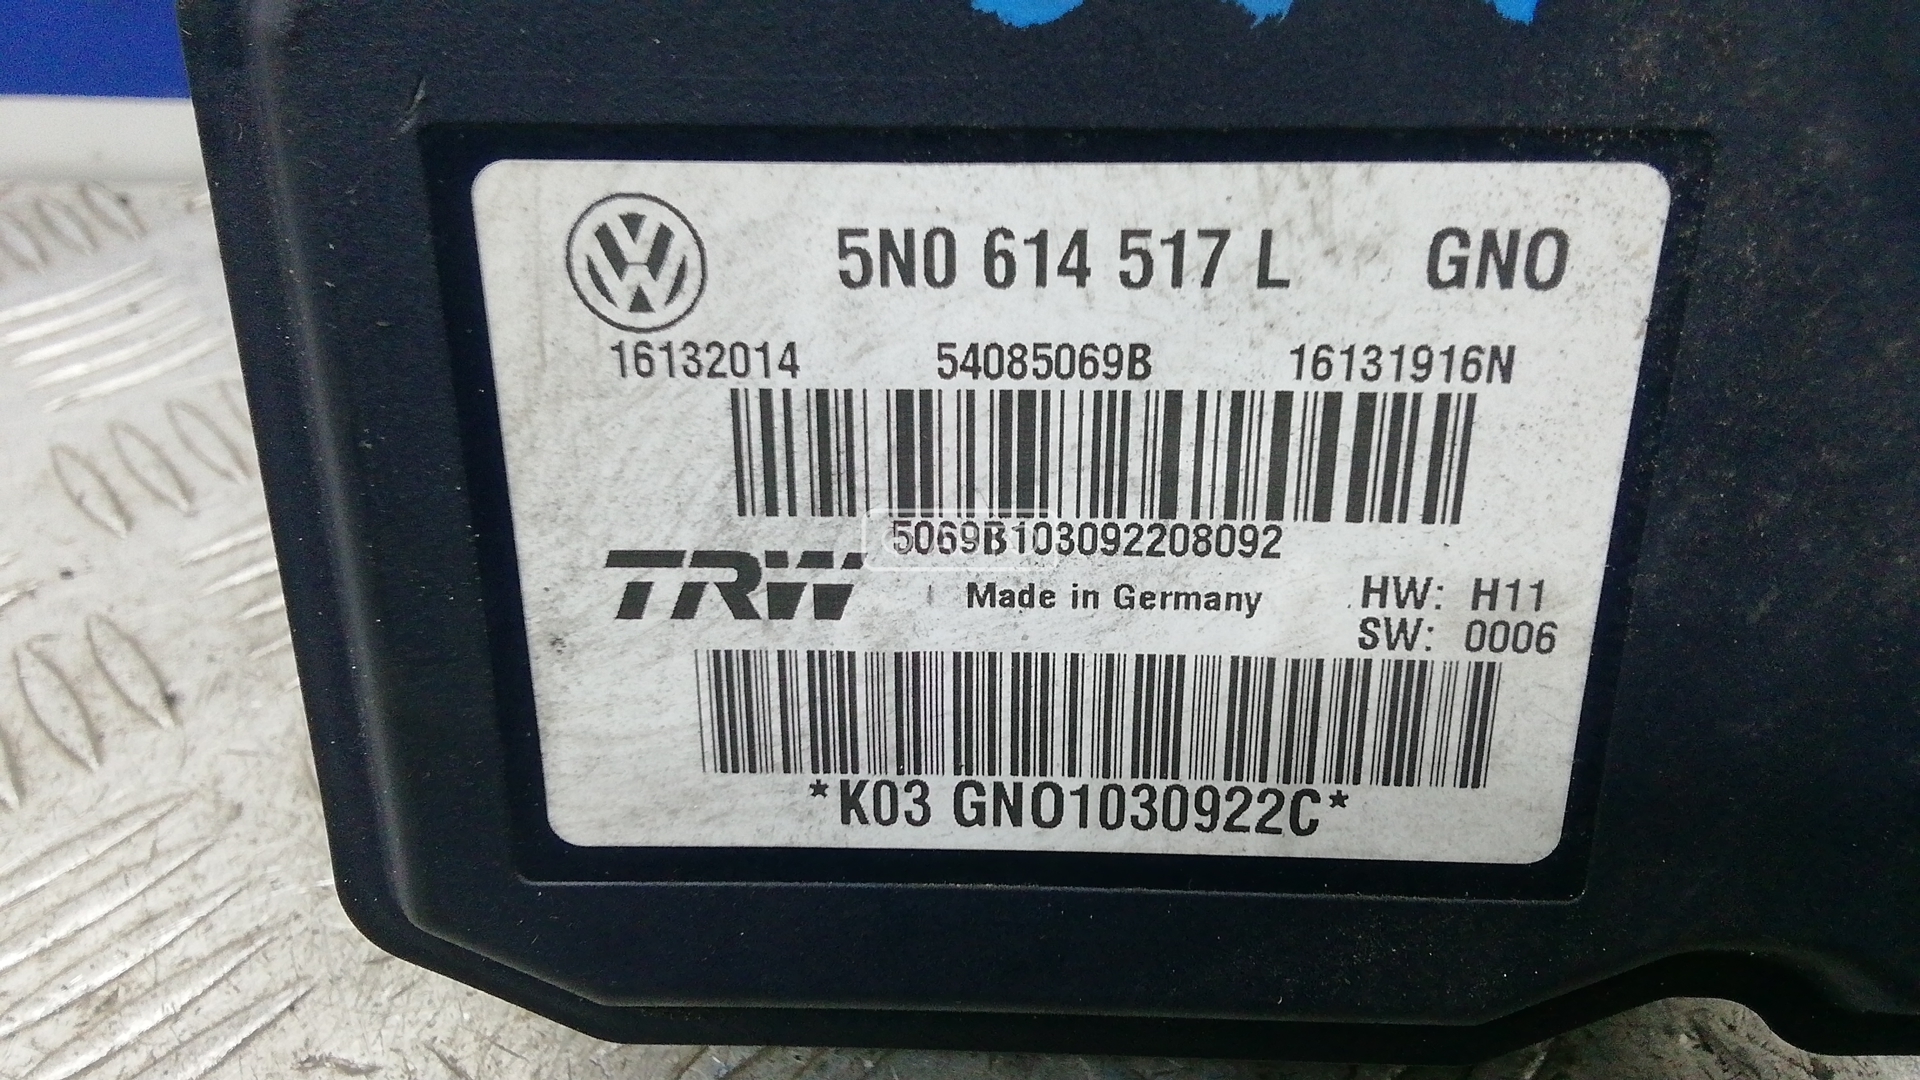 5N0 614 517 L GNO
16132014 54085069B 16131916N
5069B103092208092
TRW Made in Germany HW: H11
SW: 0006
*K03 GNO1030922C*